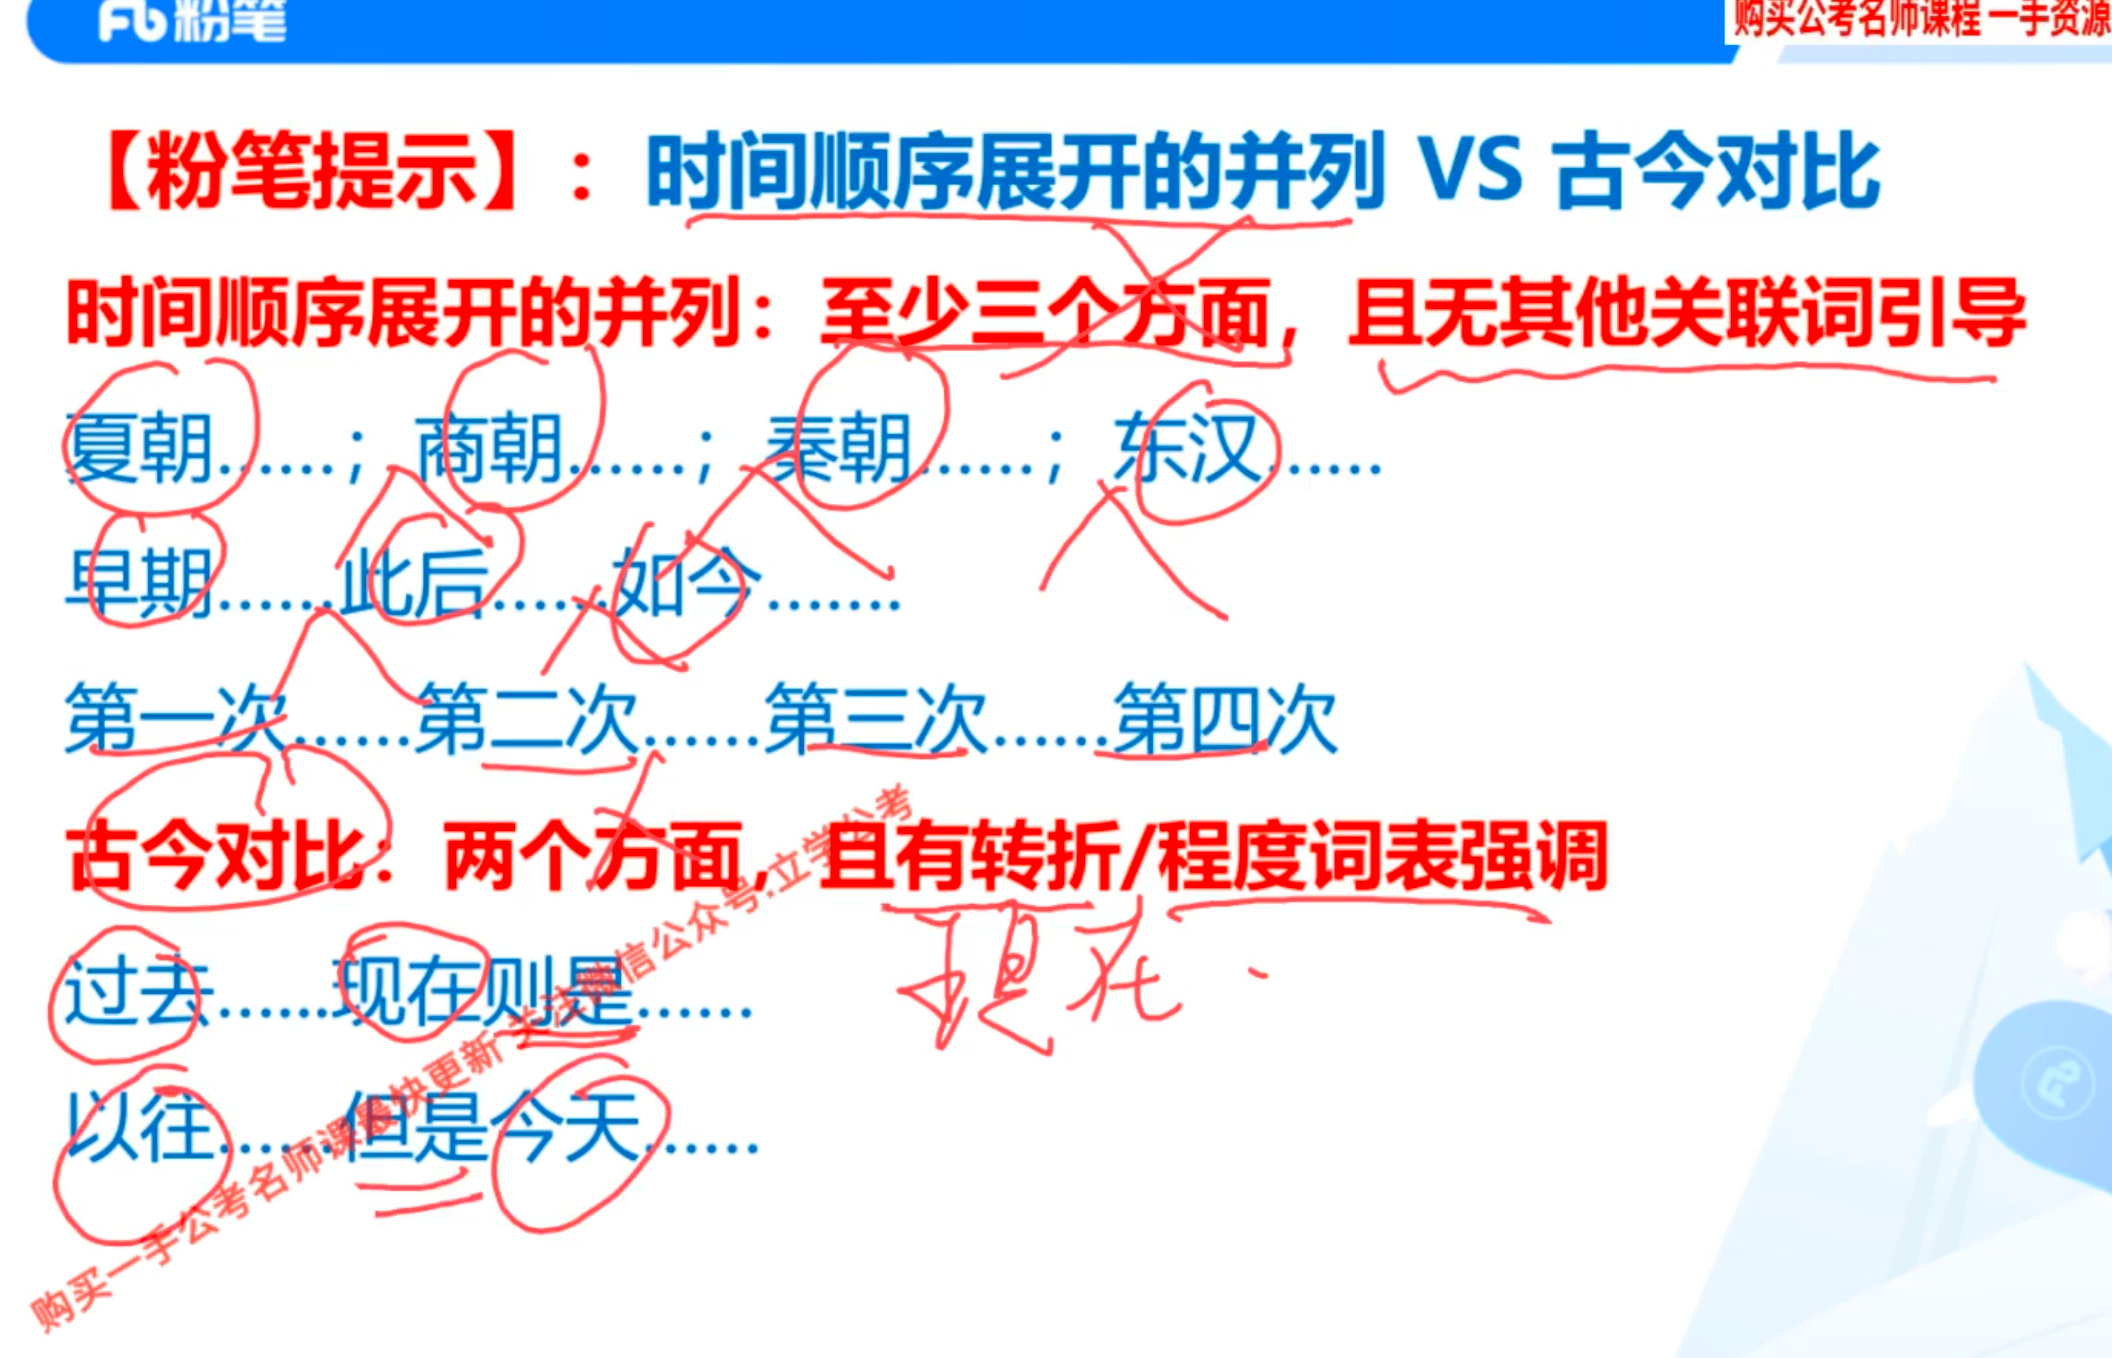 粉笔
购买公考名师课程 一手资源
【粉笔提示】：时间顺序展开的并列 VS 古今对比
时间顺序展开的并列：至少三个方面，且无其他关联词引导
夏朝……；商朝……；秦朝……；东汉……
早期……此后……如今…….
第一次……第二次……第三次……第四次
古今对比：两个方面，且有转折/程度词表强调
过去……现在则是……
现在
以往……但是今天……
购买一手公考名师课最快更新 关注微信公众号:立学公考